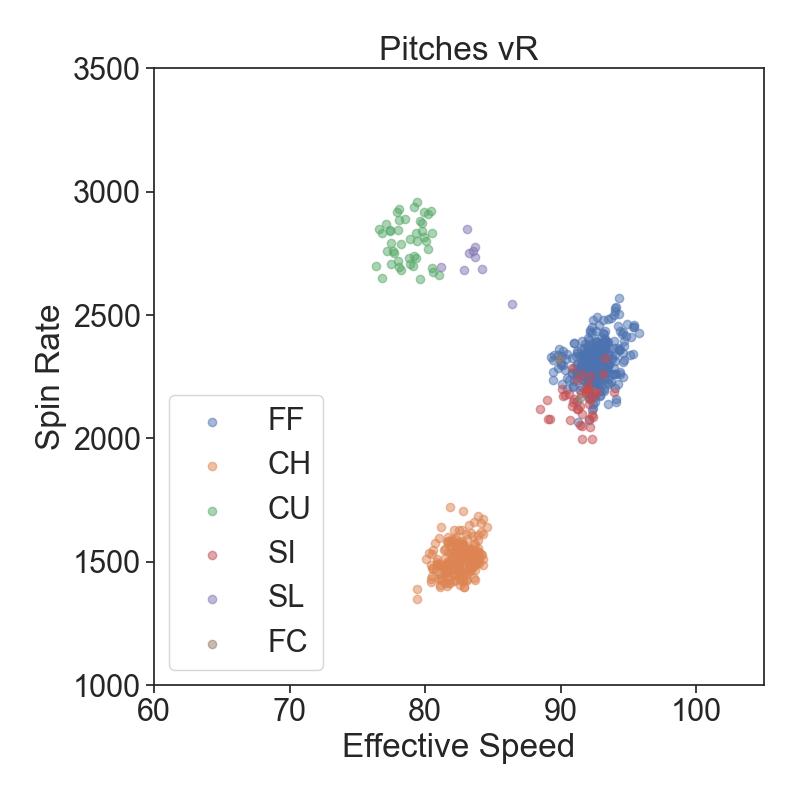 Pitches vR
3500
3000
2500
2000
1500
1000
Spin Rate
FF
CH
CU
SI
SL
FC
60 70 80 90 100
Effective Speed